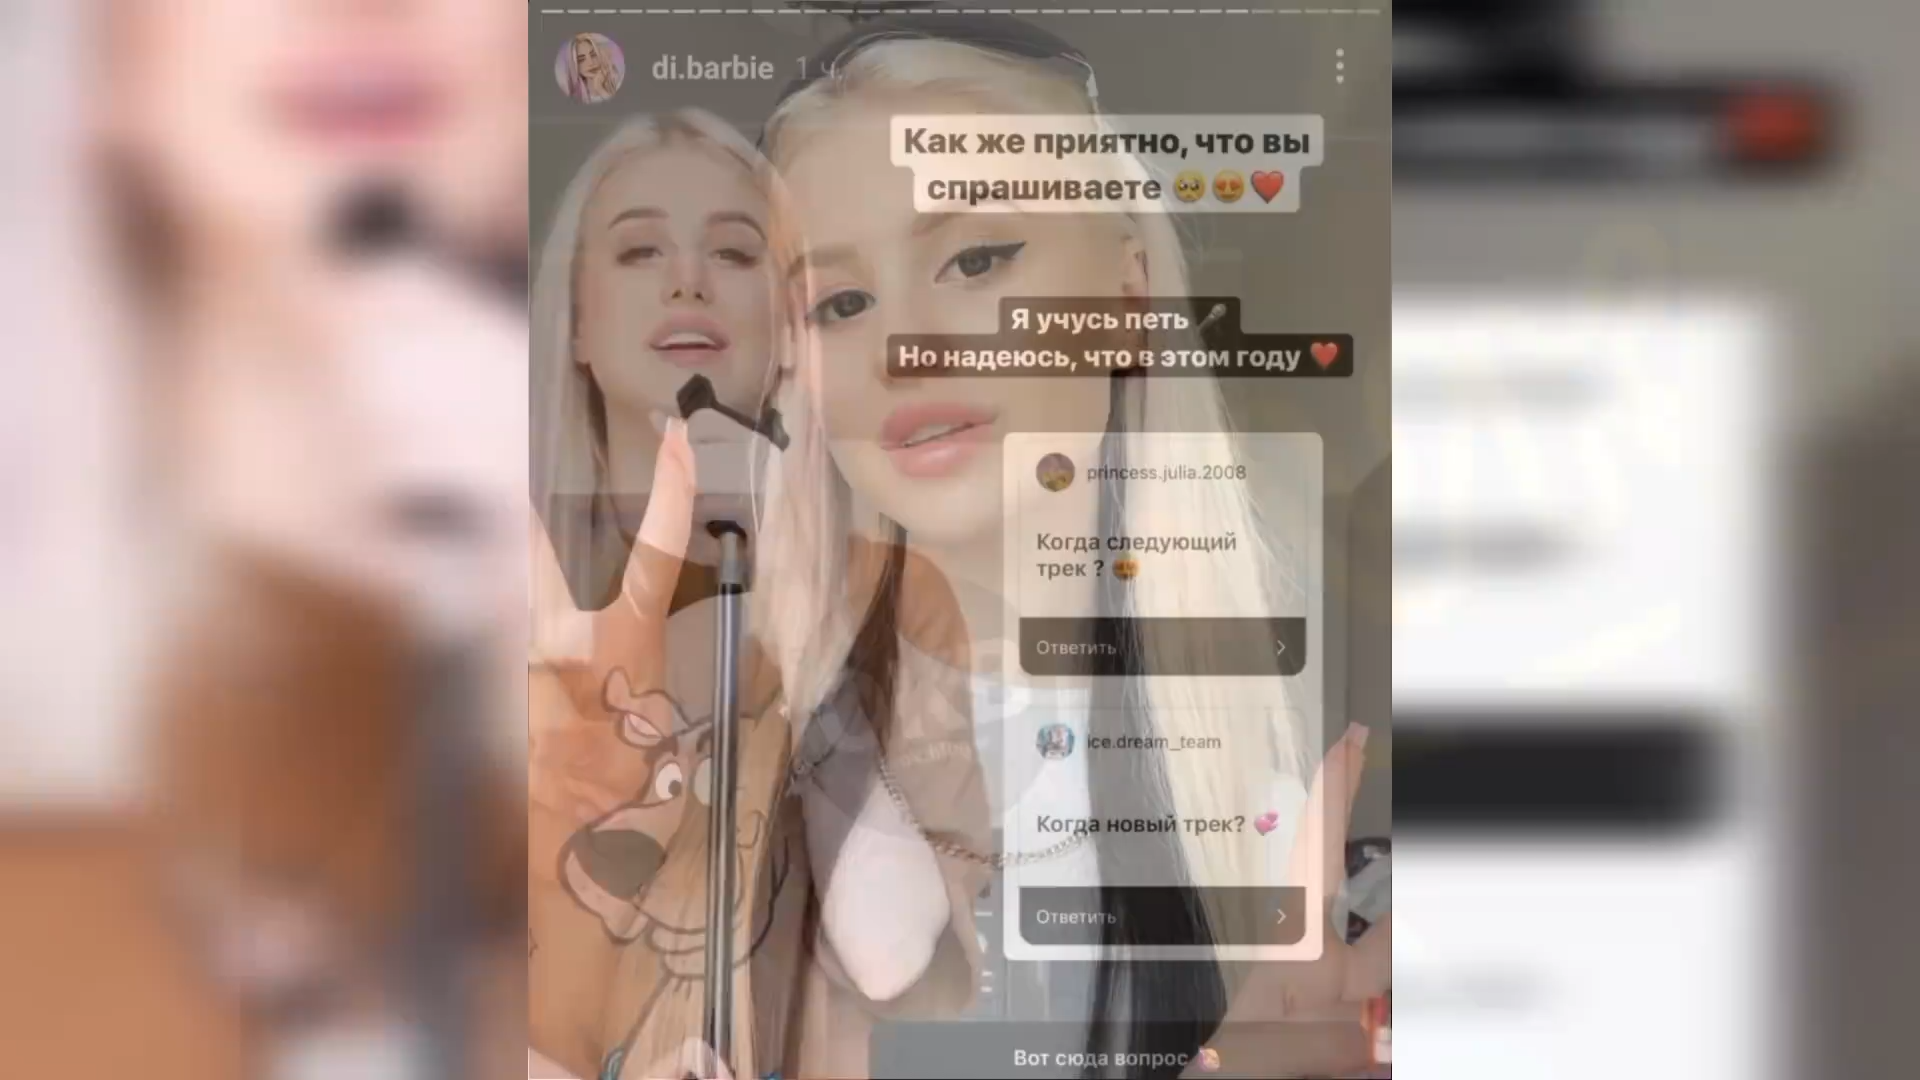 di.barbie 1 ч.
Как же приятно, что вы
спрашиваете 🥺😍❤️
Я учусь петь 🎤
Но надеюсь, что в этом году ❤️
princess.julia.2008
Когда следующий
трек ? 😍
Ответить
ice.dream_team
Когда новый трек? 💞
Ответить
Вот сюда вопрос